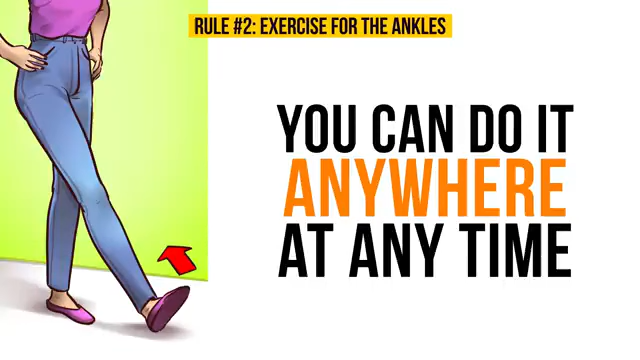 RULE #2: EXERCISE FOR THE ANKLES
YOU CAN DO IT
ANYWHERE
AT ANY TIME